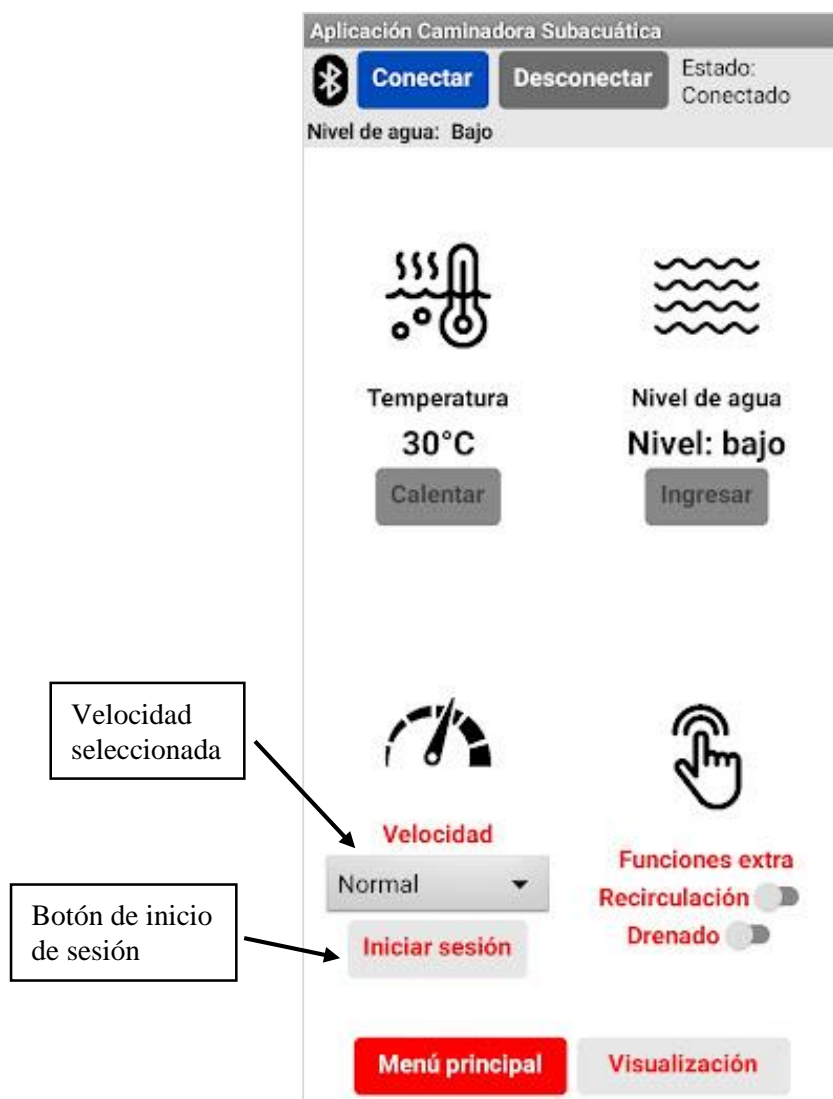 Aplicación Caminadora Subacuática
Conectar
Desconectar
Estado:
Conectado
Nivel de agua: Bajo
Temperatura
30°C
Calentar
Nivel de agua
Nivel: bajo
Ingresar
Velocidad
seleccionada
Velocidad
Normal
Botón de inicio
de sesión
Iniciar sesión
Funciones extra
Recirculación
Drenado
Menú principal
Visualización